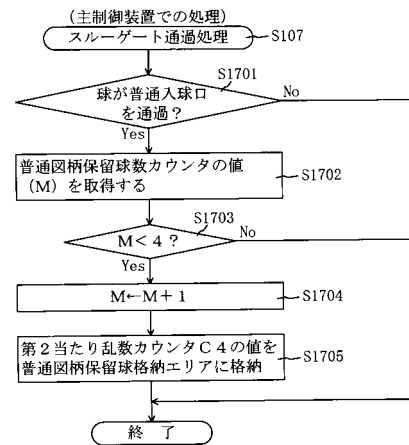 (主制御装置での処理)
スルーゲート通過処理
S107
S1701
球が普通入球口
を通過?
No
Yes
普通図柄保留球数カウンタの値
(M)を取得する
S1702
S1703
M<4?
No
Yes
M←M+1
S1704
第2当たり乱数カウンタC4の値を
普通図柄保留球格納エリアに格納
S1705
終 了